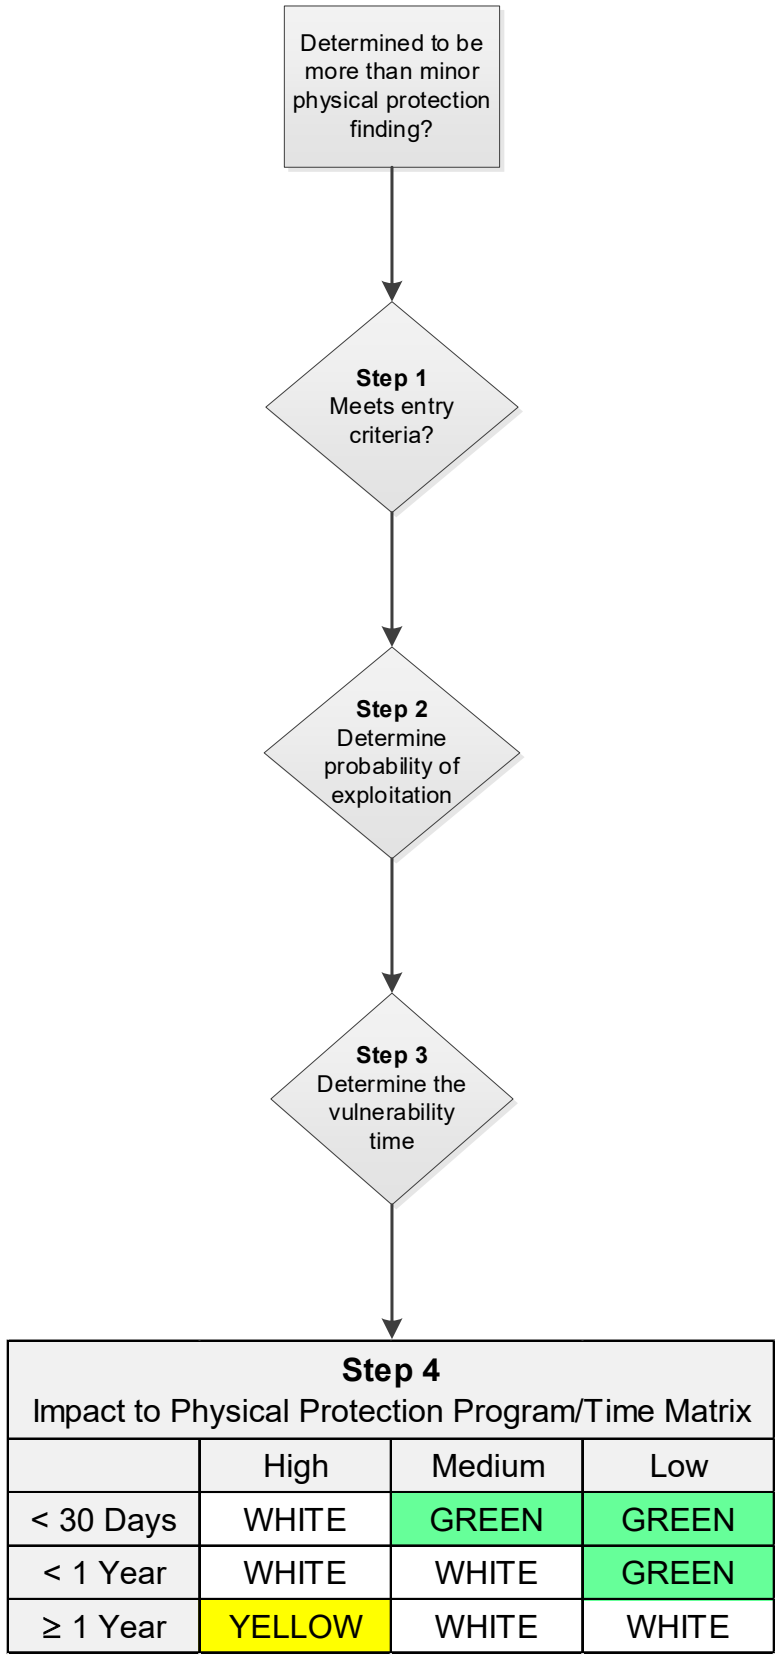 Determined to be
more than minor
physical protection
finding?
Step 1
Meets entry
criteria?
Step 2
Determine
probability of
exploitation
Step 3
Determine the
vulnerability
time
Step 4
Impact to Physical Protection Program/Time Matrix
High Medium Low
< 30 Days WHITE GREEN GREEN
< 1 Year WHITE WHITE GREEN
≥ 1 Year YELLOW WHITE WHITE